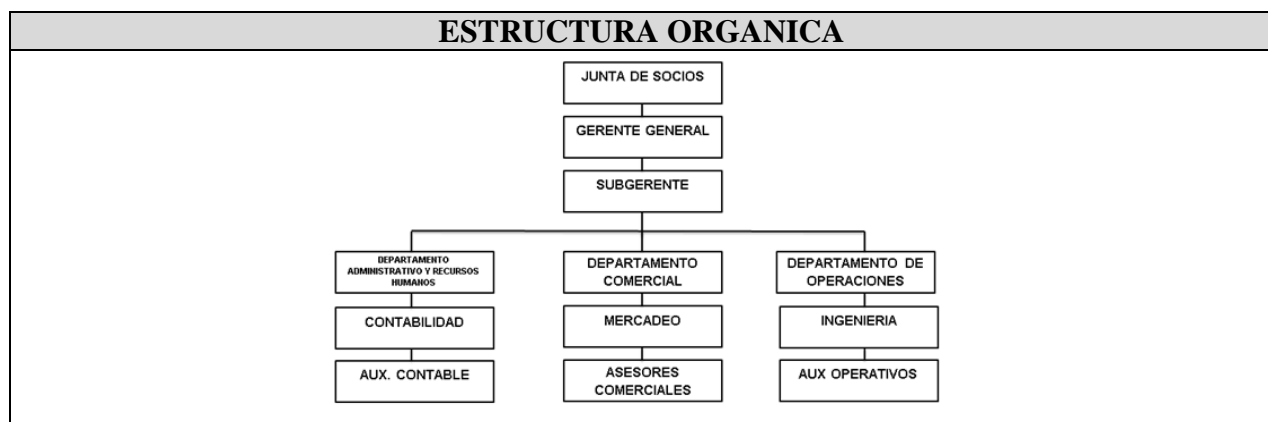 ESTRUCTURA ORGANICA
JUNTA DE SOCIOS
GERENTE GENERAL
SUBGERENTE
DEPARTAMENTO
ADMINISTRATIVO Y RECURSOS
HUMANOS
DEPARTAMENTO
COMERCIAL
DEPARTAMENTO DE
OPERACIONES
CONTABILIDAD
MERCADEO
INGENIERIA
AUX. CONTABLE
ASESORES
COMERCIALES
AUX OPERATIVOS